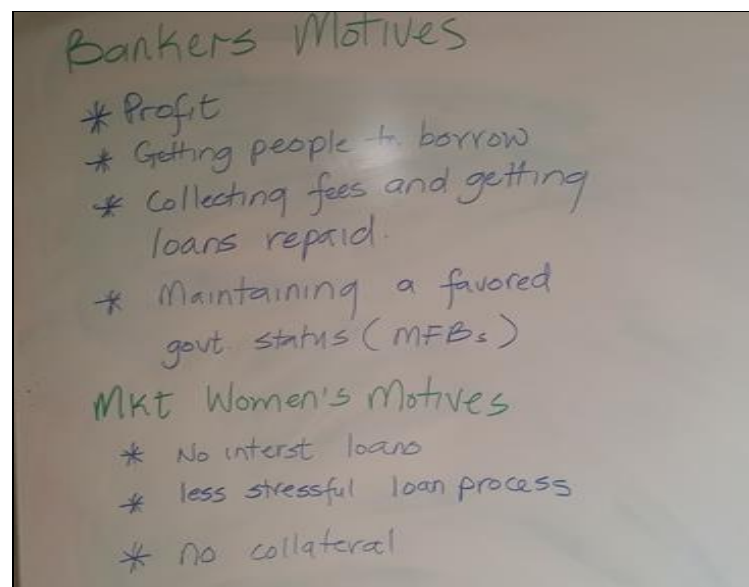 Bankers Motives
* Profit
* Getting people to borrow
* Collecting fees and getting
loans repaid.
* Maintaining a favored
govt. status (MFBs)
Mkt Women's Motives
* No interst loans
* less stressful loan process
* no collateral